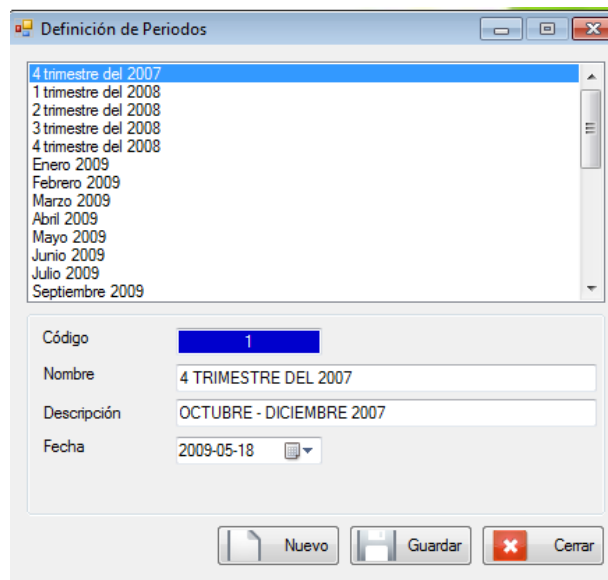 Definición de Periodos
4 trimestre del 2007
1 trimestre del 2008
2 trimestre del 2008
3 trimestre del 2008
4 trimestre del 2008
Enero 2009
Febrero 2009
Marzo 2009
Abril 2009
Mayo 2009
Junio 2009
Julio 2009
Septiembre 2009
Código 1
Nombre 4 TRIMESTRE DEL 2007
Descripción OCTUBRE - DICIEMBRE 2007
Fecha 2009-05-18
Nuevo Guardar Cerrar